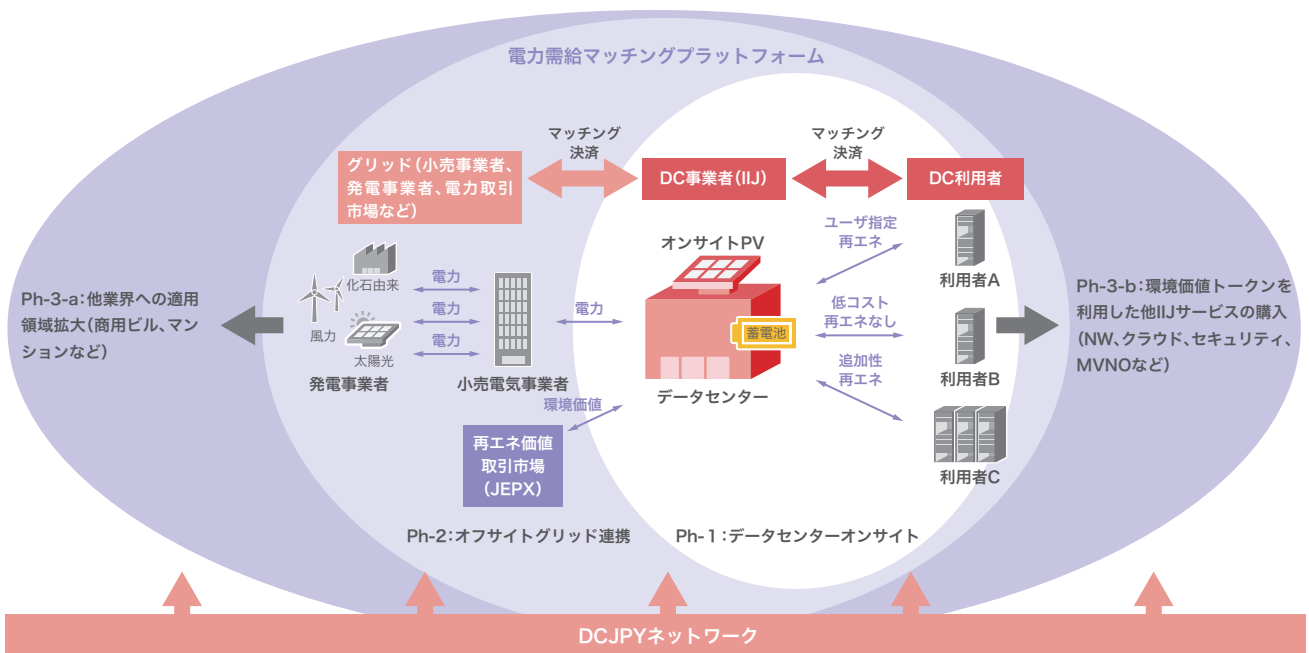 電力需給マッチングプラットフォーム
マッチング
決済
マッチング
決済
グリッド（小売事業者、
発電事業者、電力取引
市場など）
DC事業者（IIJ）
DC利用者
オンサイトPV
ユーザ指定
再エネ
利用者A
化石由来
風力
太陽光
発電事業者
電力
電力
電力
小売電気事業者
電力
蓄電池
データセンター
低コスト
再エネなし
利用者B
追加性
再エネ
利用者C
環境価値
再エネ価値
取引市場
（JEPX）
Ph-3-a：他業界への適用
領域拡大（商用ビル、マン
ションなど）
Ph-3-b：環境価値トークンを
利用した他IIJサービスの購入
（NW、クラウド、セキュリティ、
MVNOなど）
Ph-2：オフサイトグリッド連携
Ph-1：データセンターオンサイト
DCJPYネットワーク